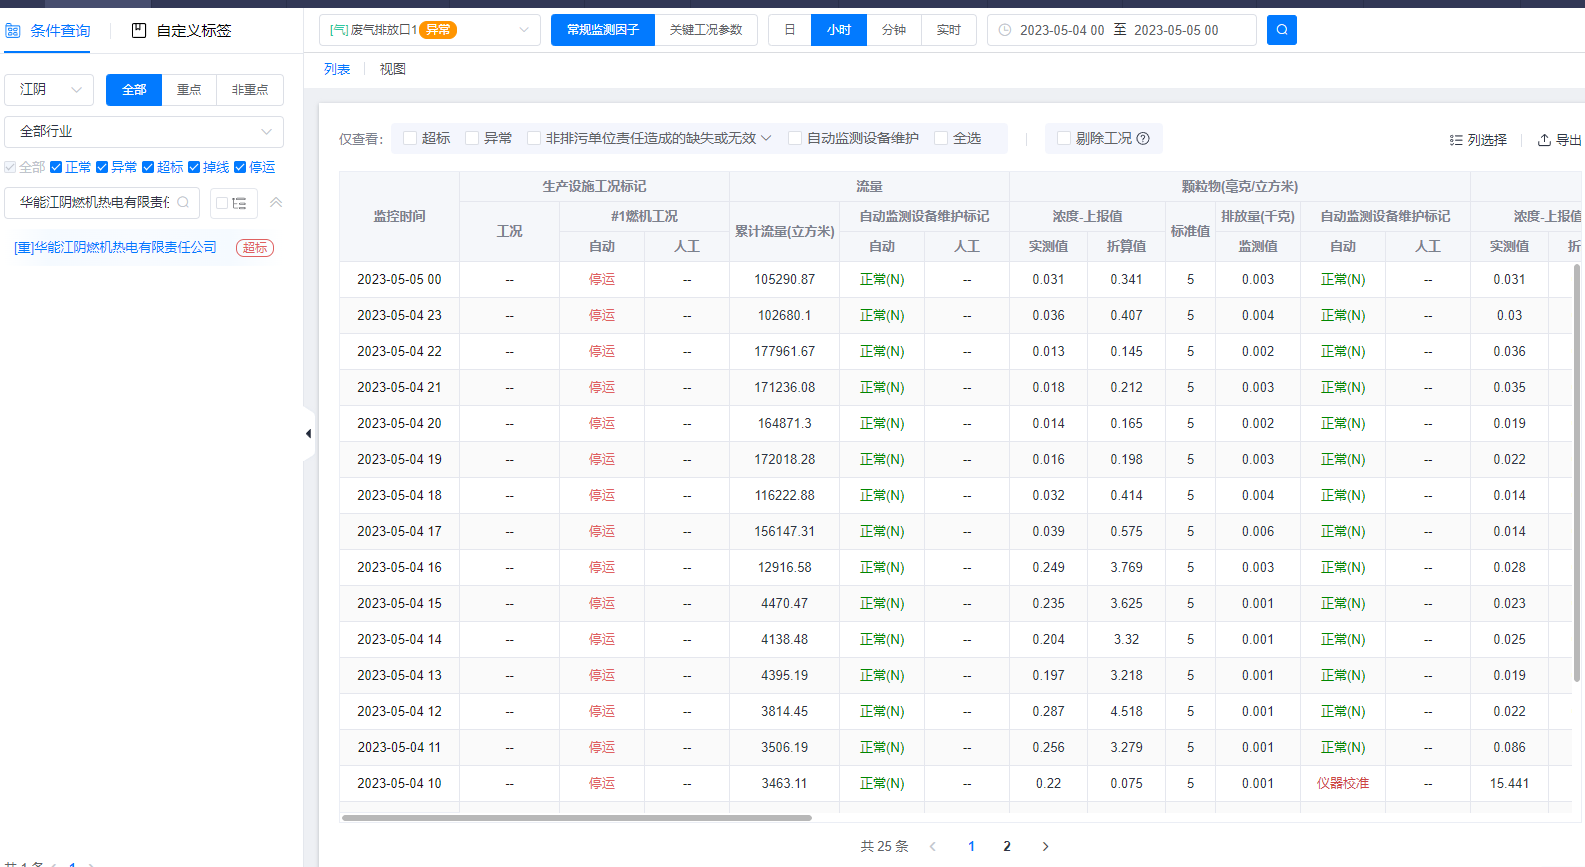 条件查询 自定义标签
[气]废气排放口1 异常 常规监测因子 关键工况参数 日 小时 分钟 实时 2023-05-04 00 至 2023-05-05 00
列表 视图
江阴 全部 重点 非重点
全部行业
全部 正常 异常 超标 掉线 停运
华能江阴燃机热电有限责任
[重]华能江阴燃机热电有限责任公司 超标
仅查看: 超标 异常 非排污单位责任造成的缺失或无效 自动监测设备维护 全选 剔除工况 列选择 导出
监控时间 生产设施工况标记 流量 颗粒物(毫克/立方米)
工况 #1燃机工况 累计流量(立方米) 自动监测设备维护标记 浓度-上报值 标准值 排放量(千克) 自动监测设备维护标记 浓度-上报值
自动 人工 自动 人工 实测值 折算值 监测值 自动 人工 实测值 折
2023-05-05 00 -- 停运 -- 105290.87 正常(N) -- 0.031 0.341 5 0.003 正常(N) -- 0.031
2023-05-04 23 -- 停运 -- 102680.1 正常(N) -- 0.036 0.407 5 0.004 正常(N) -- 0.03
2023-05-04 22 -- 停运 -- 177961.67 正常(N) -- 0.013 0.145 5 0.002 正常(N) -- 0.036
2023-05-04 21 -- 停运 -- 171236.08 正常(N) -- 0.018 0.212 5 0.003 正常(N) -- 0.035
2023-05-04 20 -- 停运 -- 164871.3 正常(N) -- 0.014 0.165 5 0.002 正常(N) -- 0.019
2023-05-04 19 -- 停运 -- 172018.28 正常(N) -- 0.016 0.198 5 0.003 正常(N) -- 0.022
2023-05-04 18 -- 停运 -- 116222.88 正常(N) -- 0.032 0.414 5 0.004 正常(N) -- 0.014
2023-05-04 17 -- 停运 -- 156147.31 正常(N) -- 0.039 0.575 5 0.006 正常(N) -- 0.014
2023-05-04 16 -- 停运 -- 12916.58 正常(N) -- 0.249 3.769 5 0.003 正常(N) -- 0.028
2023-05-04 15 -- 停运 -- 4470.47 正常(N) -- 0.235 3.625 5 0.001 正常(N) -- 0.023
2023-05-04 14 -- 停运 -- 4138.48 正常(N) -- 0.204 3.32 5 0.001 正常(N) -- 0.025
2023-05-04 13 -- 停运 -- 4395.19 正常(N) -- 0.197 3.218 5 0.001 正常(N) -- 0.019
2023-05-04 12 -- 停运 -- 3814.45 正常(N) -- 0.287 4.518 5 0.001 正常(N) -- 0.022
2023-05-04 11 -- 停运 -- 3506.19 正常(N) -- 0.256 3.279 5 0.001 正常(N) -- 0.086
2023-05-04 10 -- 停运 -- 3463.11 正常(N) -- 0.22 0.075 5 0.001 仪器校准 -- 15.441
共 25 条 1 2